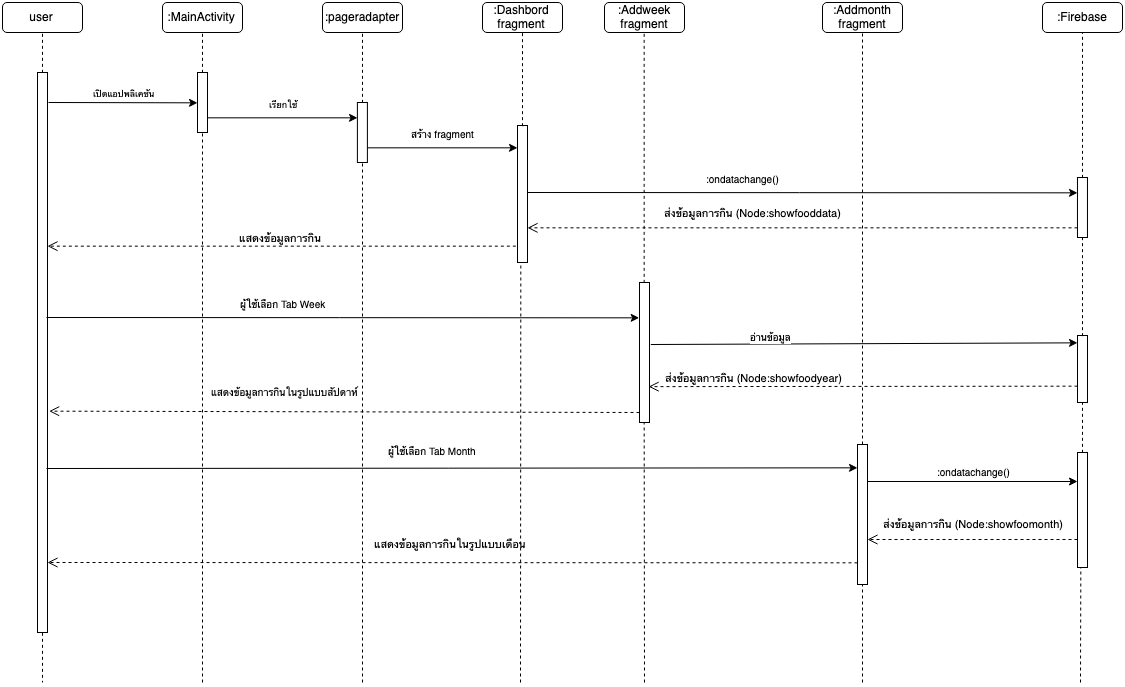 user
:MainActivity
:pageradapter
:Dashbord
fragment
:Addweek
fragment
:Addmonth
fragment
:Firebase
เปิดแอปพลิเคชัน
เรียกใช้
สร้าง fragment
:ondatachange()
ส่งข้อมูลการกิน (Node:showfooddata)
แสดงข้อมูลการกิน
ผู้ใช้เลือก Tab Week
อ่านข้อมูล
ส่งข้อมูลการกิน (Node:showfoodyear)
แสดงข้อมูลการกินในรูปแบบสัปดาห์
ผู้ใช้เลือก Tab Month
:ondatachange()
ส่งข้อมูลการกิน (Node:showfoomonth)
แสดงข้อมูลการกินในรูปแบบเดือน